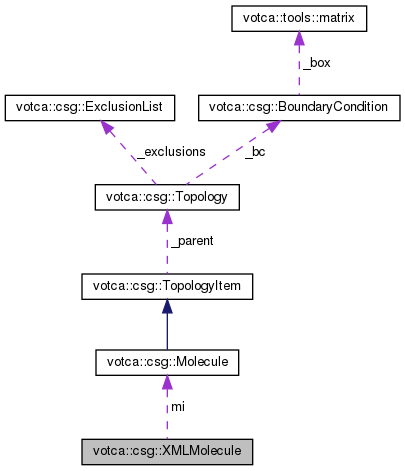 votca::tools::matrix
_box
votca::csg::ExclusionList
votca::csg::BoundaryCondition
_exclusions
_bc
votca::csg::Topology
_parent
votca::csg::TopologyItem
votca::csg::Molecule
mi
votca::csg::XMLMolecule